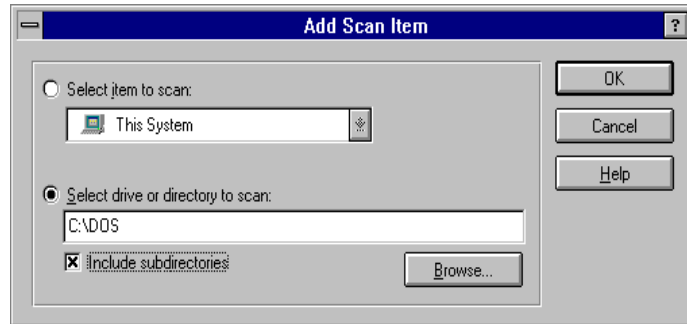 Add Scan Item
?
Select item to scan:
This System
Select drive or directory to scan:
C:\DOS
Include subdirectories
Browse...
OK
Cancel
Help